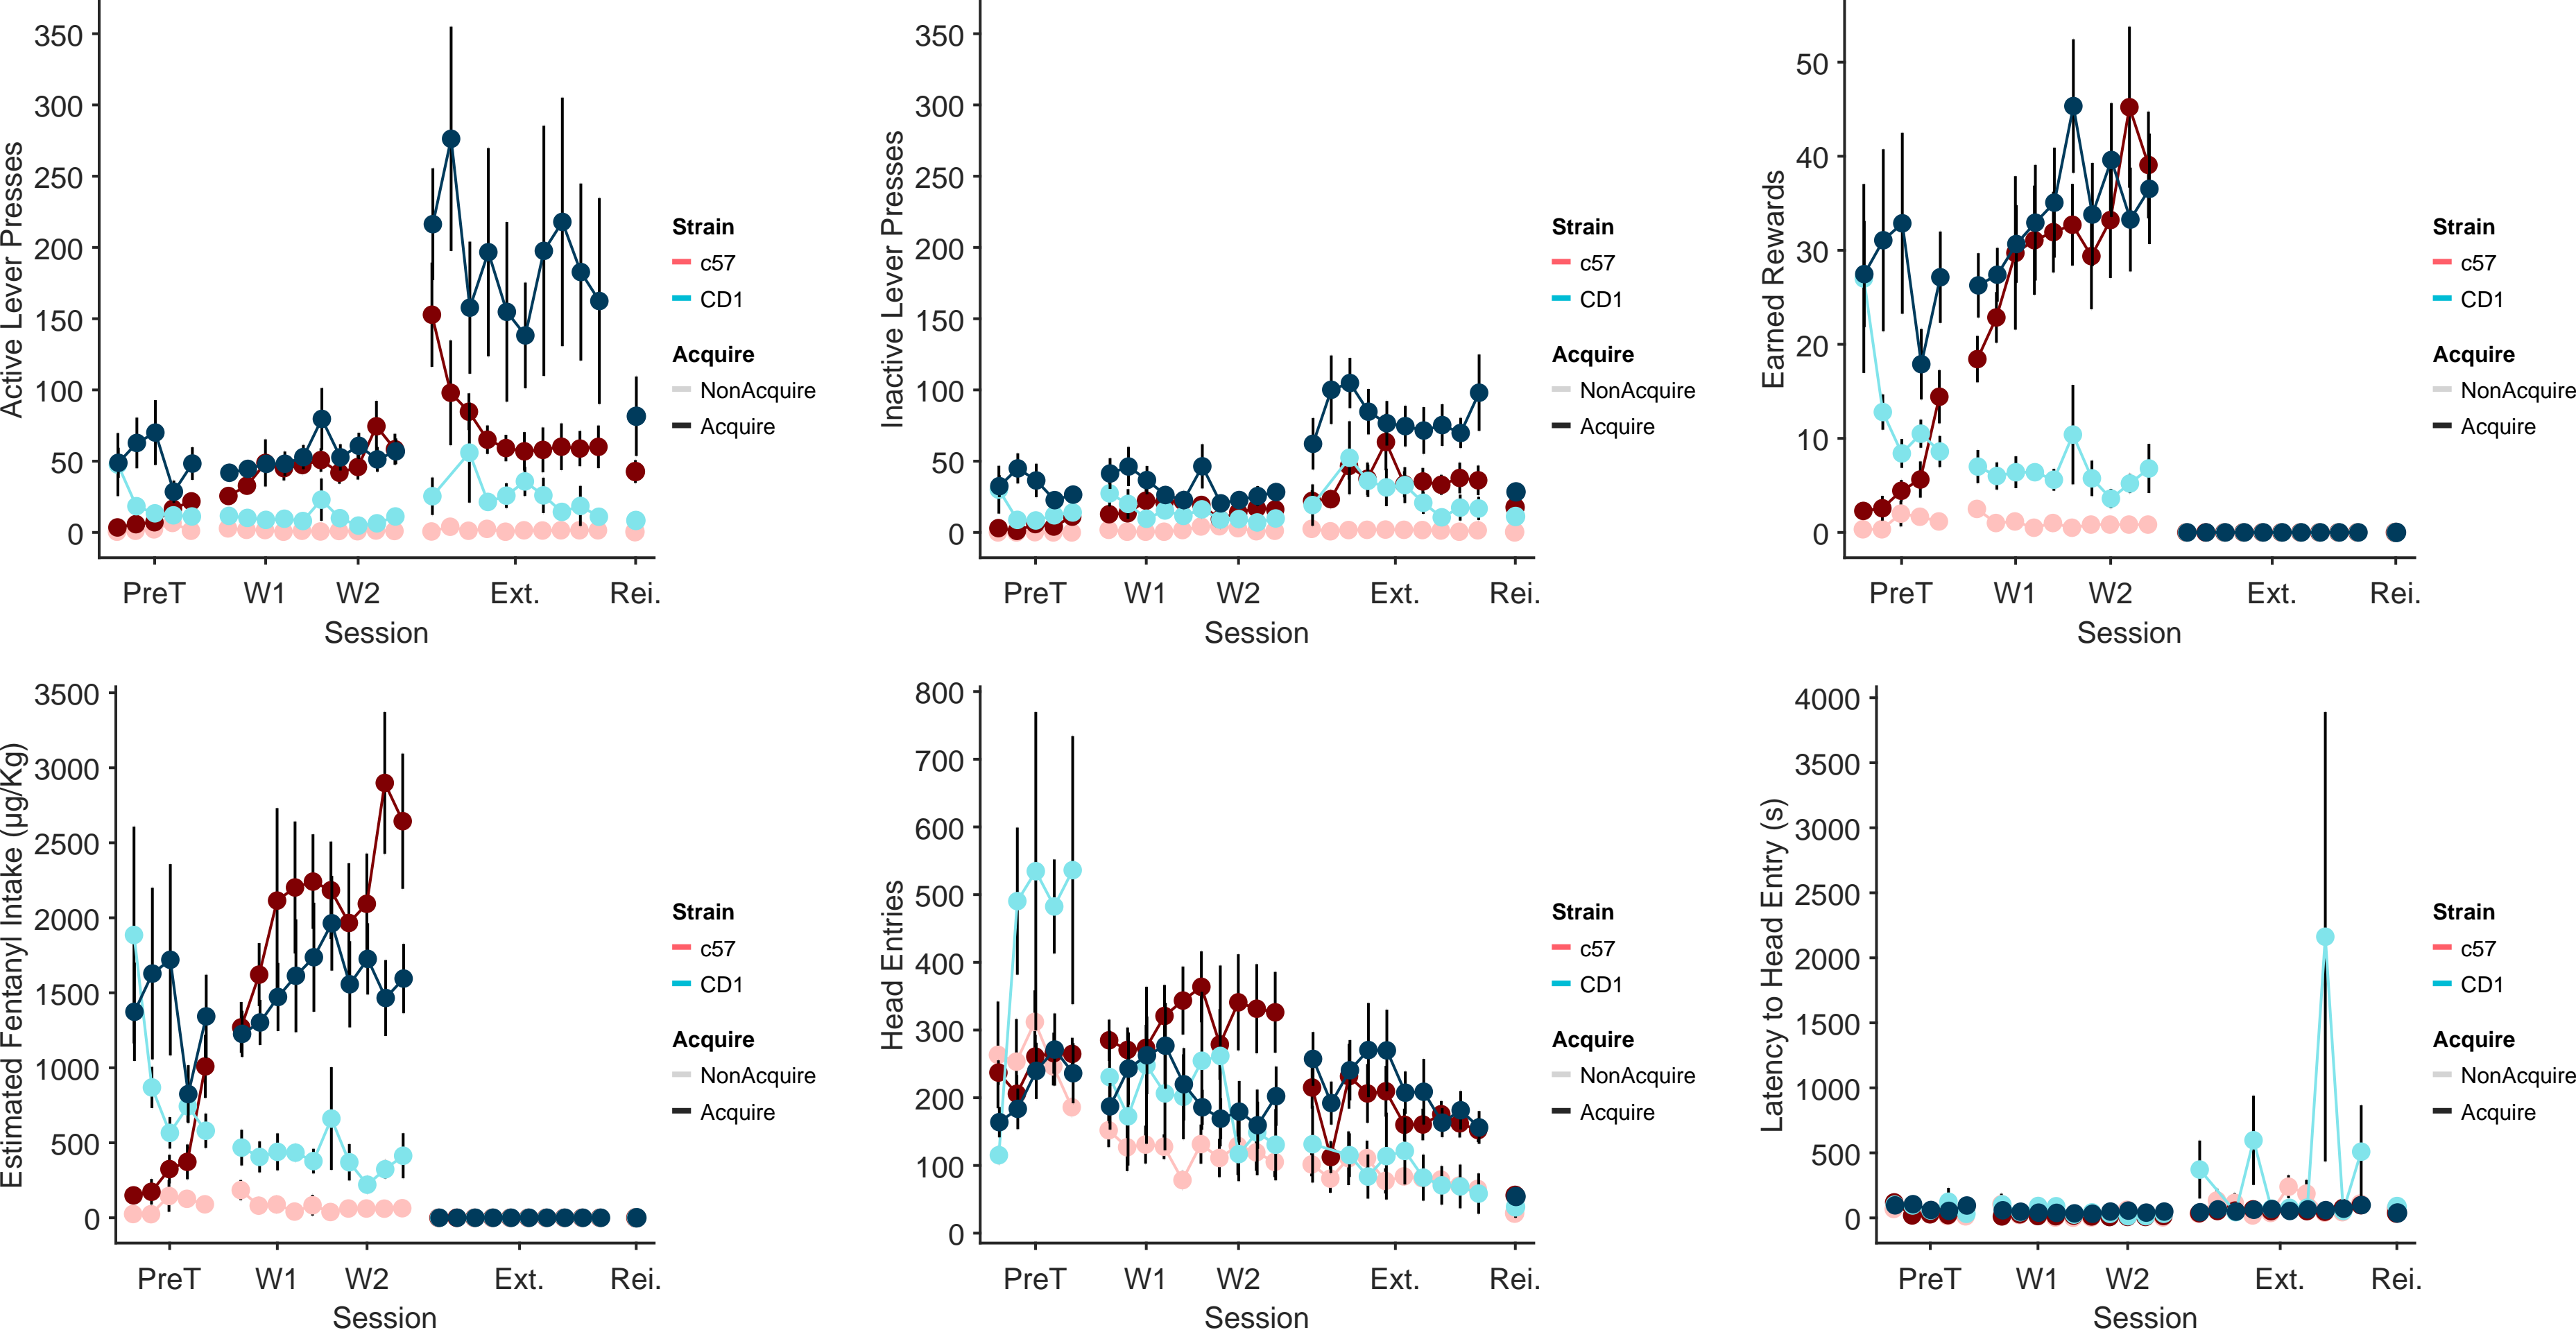 Active Lever Presses
350
300
250
200
150
100
50
0
PreT W1 W2 Ext. Rei.
Session
Strain
c57
CD1
Acquire
NonAcquire
Acquire
Inactive Lever Presses
350
300
250
200
150
100
50
0
PreT W1 W2 Ext. Rei.
Session
Strain
c57
CD1
Acquire
NonAcquire
Acquire
Earned Rewards
50
40
30
20
10
0
PreT W1 W2 Ext. Rei.
Session
Strain
c57
CD1
Acquire
NonAcquire
Acquire
Estimated Fentanyl Intake (μg/Kg)
3500
3000
2500
2000
1500
1000
500
0
PreT W1 W2 Ext. Rei.
Session
Strain
c57
CD1
Acquire
NonAcquire
Acquire
Head Entries
800
700
600
500
400
300
200
100
0
PreT W1 W2 Ext. Rei.
Session
Strain
c57
CD1
Acquire
NonAcquire
Acquire
Latency to Head Entry (s)
4000
3500
3000
2500
2000
1500
1000
500
0
PreT W1 W2 Ext. Rei.
Session
Strain
c57
CD1
Acquire
NonAcquire
Acquire